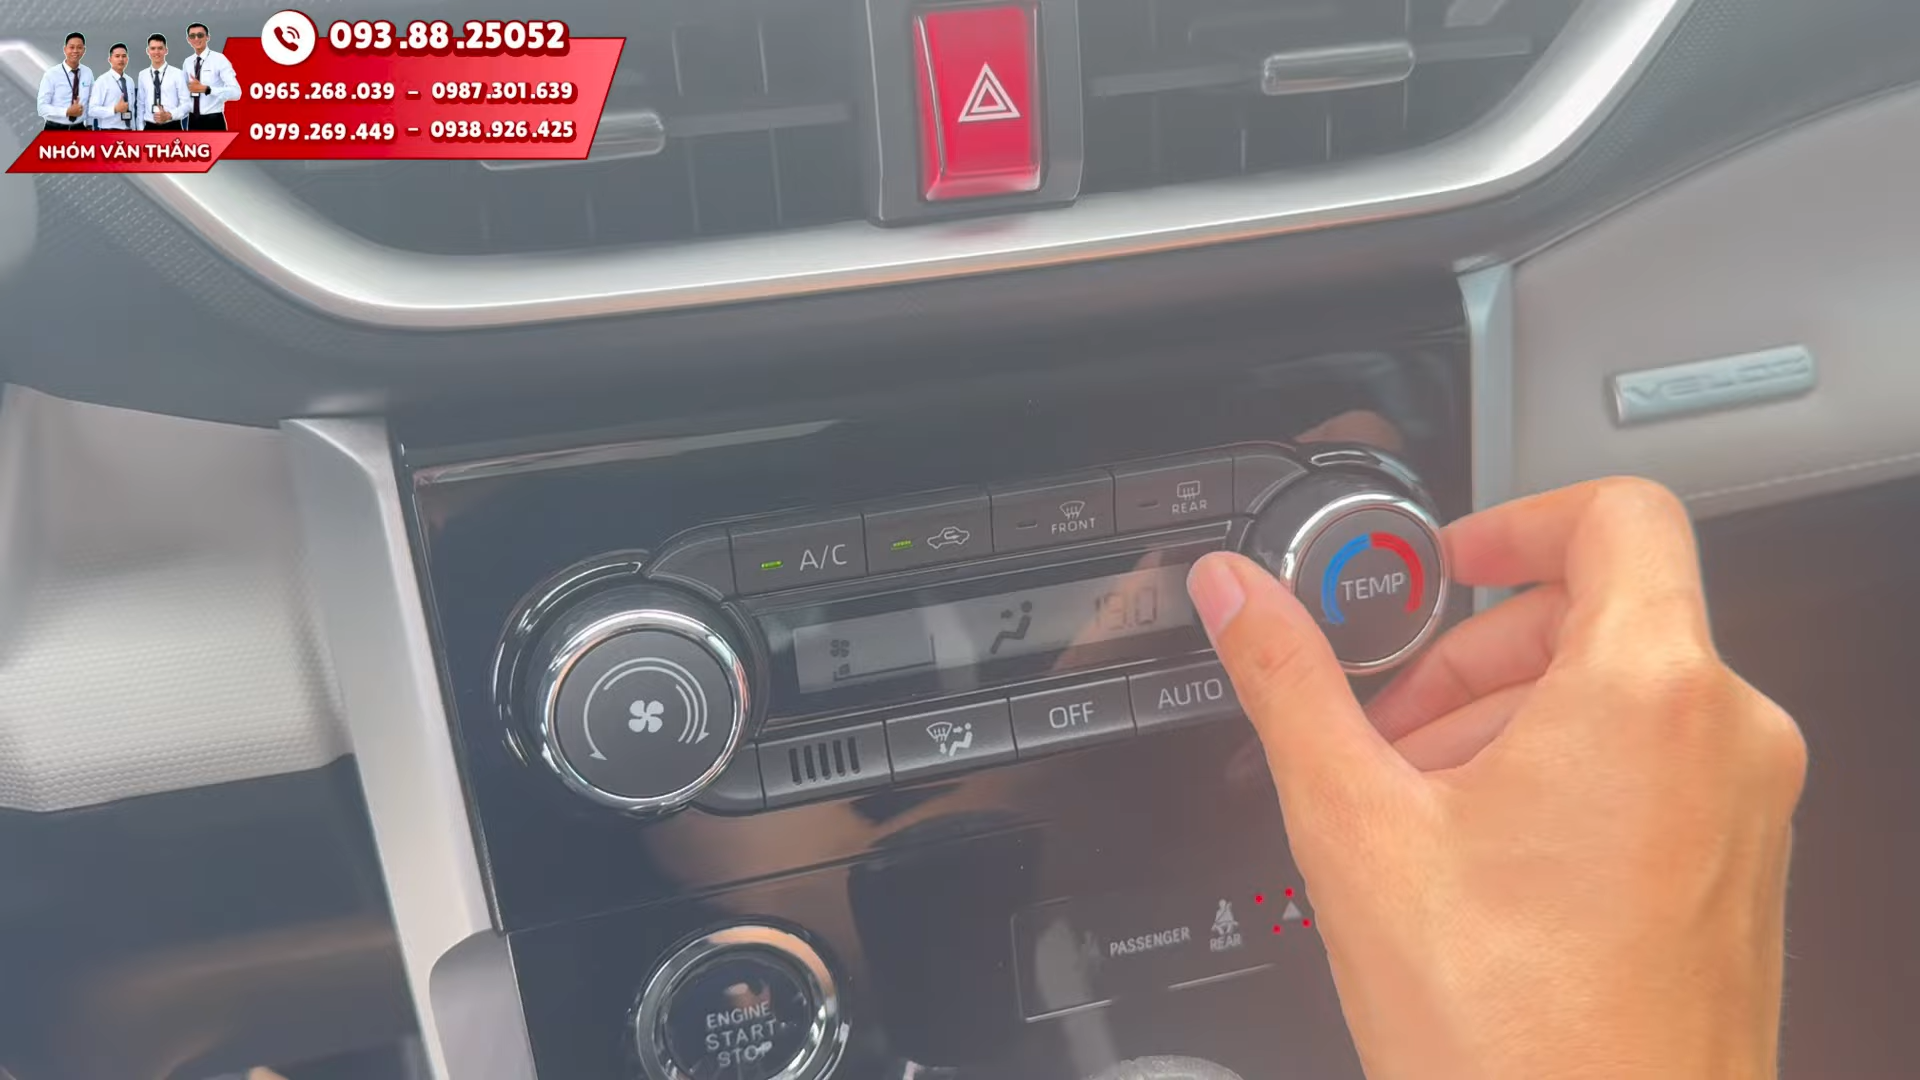 093.88.25052
0965.268.039 - 0987.301.639
0979.269.449 - 0938.926.425
NHÓM VĂN THẮNG
VELOZ
A/C
FRONT
REAR
TEMP
19.0
OFF
AUTO
PASSENGER
REAR
ENGINE
START
STOP